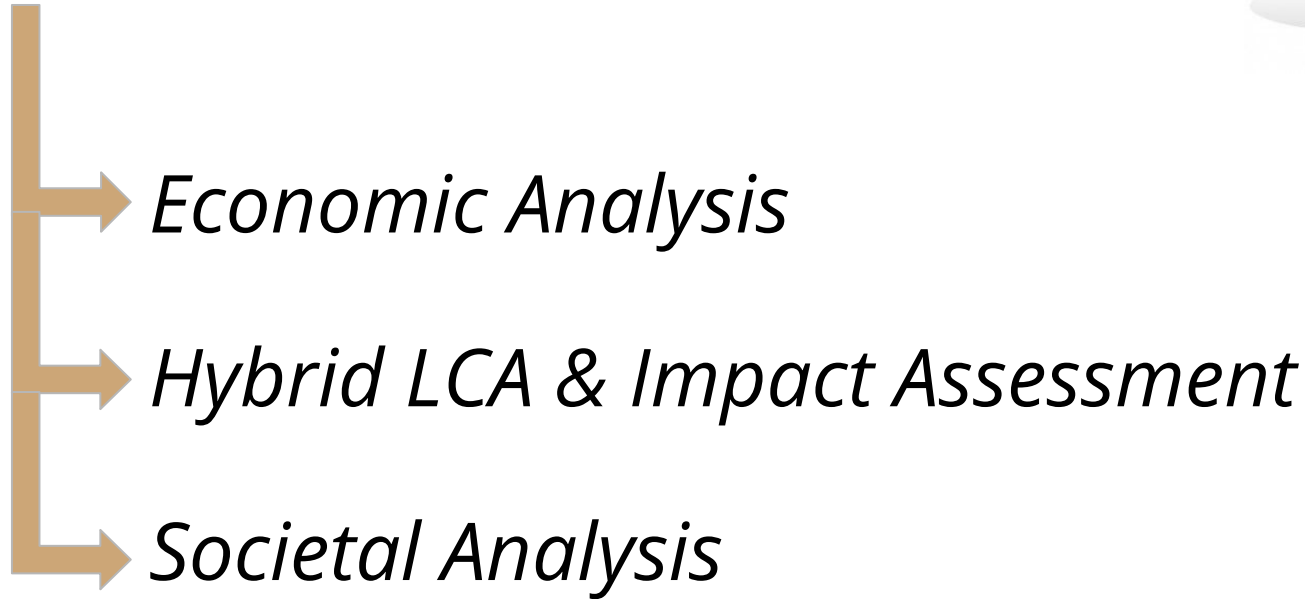 Economic Analysis
Hybrid LCA & Impact Assessment
Societal Analysis